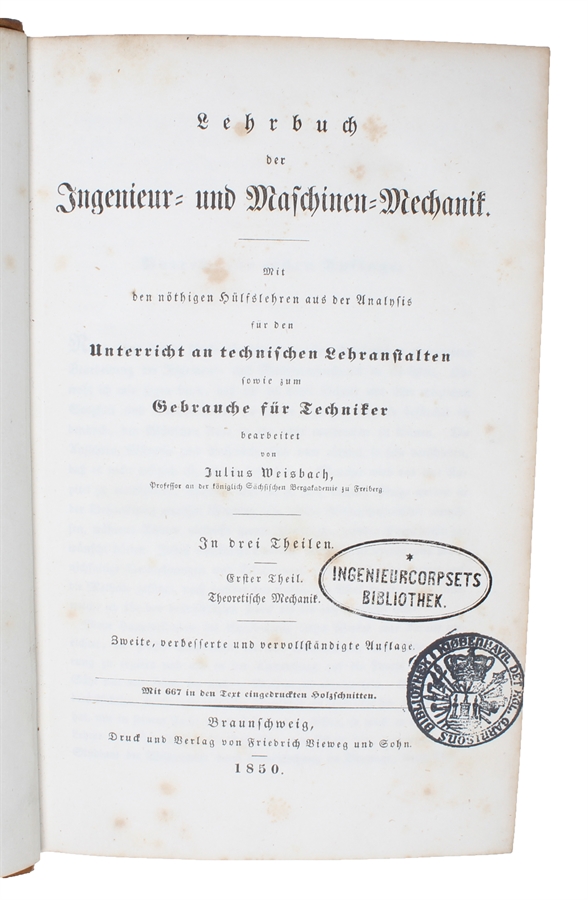 Lehrbuch
der
Ingenieur- und Maschinen-Mechanik.
Mit
den nöthigen Hülfslehren aus der Analysis
für den
Unterricht an technischen Lehranstalten
sowie zum
Gebrauche für Techniker
bearbeitet
von
Julius Weisbach,
Professor an der königlich Sächsischen Bergakademie zu Freiberg
In drei Theilen.
Erster Theil.
Theoretische Mechanik.
*
INGENIEURCORPSETS
BIBLIOTHEK.
Zweite, verbesserte und vervollständigte Auflage.
Mit 667 in den Text eingedruckten Holzschnitten.
Braunschweig,
Druck und Verlag von Friedrich Vieweg und Sohn.
1850.
GARNISONS BIBLIOTHEK I KJØBENHAVN